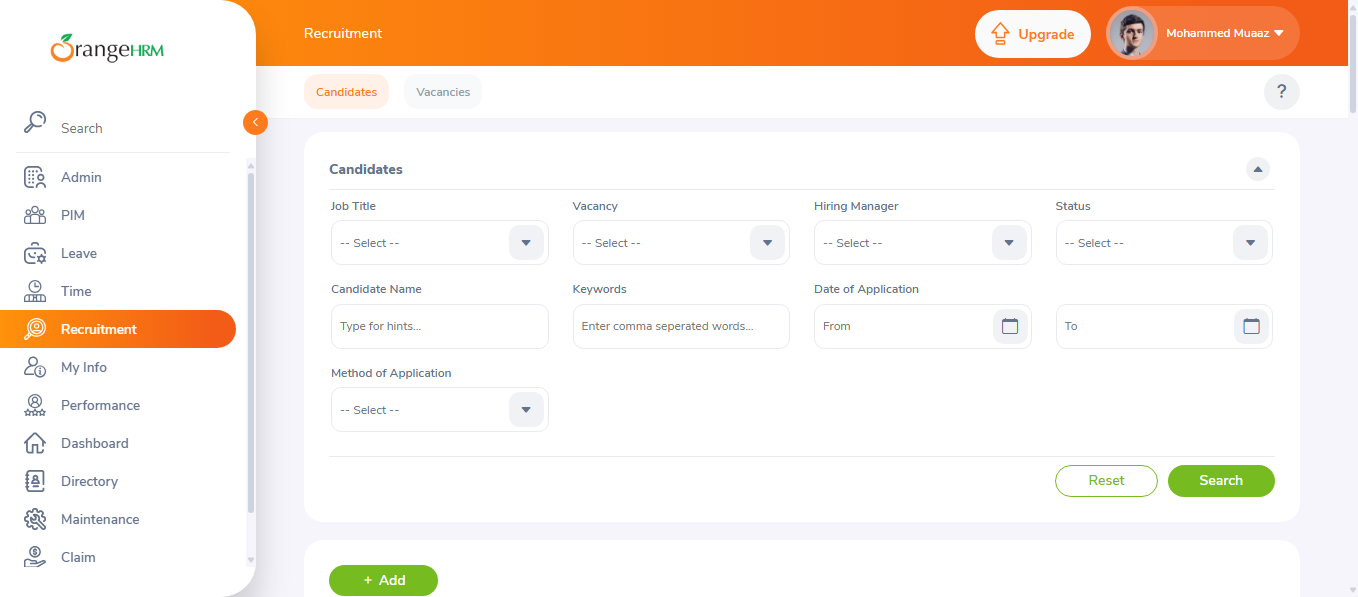 OrangeHRM
Recruitment
Upgrade
Mohammed Muaaz
Candidates
Vacancies
?
Search
Admin
PIM
Leave
Time
Recruitment
My Info
Performance
Dashboard
Directory
Maintenance
Claim
Candidates
Job Title
Vacancy
Hiring Manager
Status
-- Select --
-- Select --
-- Select --
-- Select --
Candidate Name
Keywords
Date of Application
Type for hints...
Enter comma seperated words...
From
To
Method of Application
-- Select --
Reset
Search
+ Add